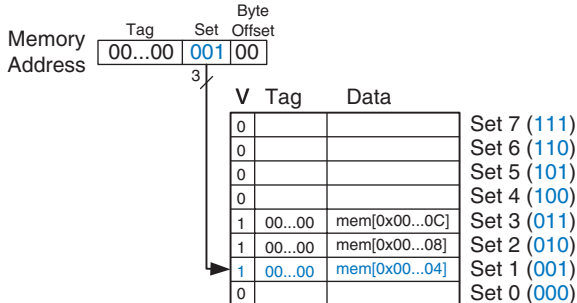 Byte
Tag Set Offset
Memory
Address
00...00 001 00
3
V Tag Data
0 Set 7 (111)
0 Set 6 (110)
0 Set 5 (101)
0 Set 4 (100)
1 00...00 mem[0x00...0C] Set 3 (011)
1 00...00 mem[0x00...08] Set 2 (010)
1 00...00 mem[0x00...04] Set 1 (001)
0 Set 0 (000)